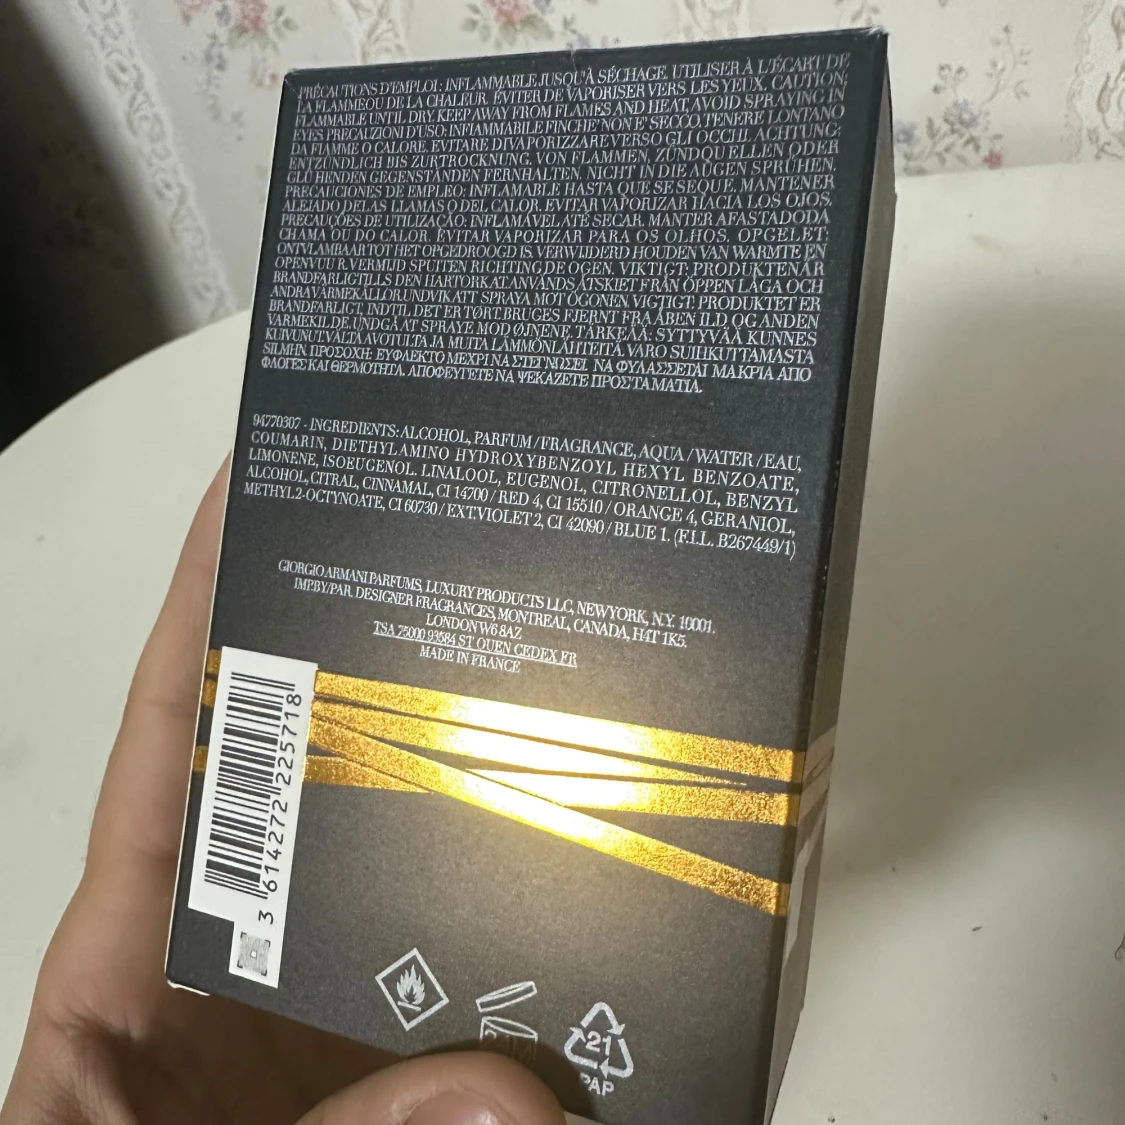 PRÉCAUTIONS D'EMPLOI : INFLAMMABLE JUSQU'À SÉCHAGE. UTILISER À L'ÉCART DE
LA FLAMME OU DE LA CHALEUR. ÉVITER DE VAPORISER VERS LES YEUX. CAUTION:
FLAMMABLE UNTIL DRY. KEEP AWAY FROM FLAMES AND HEAT, AVOID SPRAYING IN
EYES. PRECAUZIONI D'USO: INFIAMMABILE FINCHE' NON E' SECCO. TENERE LONTANO
DA FIAMME O CALORE. EVITARE DI VAPORIZZARE VERSO GLI OCCHI. ACHTUNG:
ENTZÜNDLICH BIS ZUR TROCKNUNG. VON FLAMMEN, ZÜNDQUELLEN ODER
GLÜHENDEN GEGENSTÄNDEN FERNHALTEN. NICHT IN DIE AUGEN SPRÜHEN.
PRECAUCIONES DE EMPLEO: INFLAMABLE HASTA QUE SE SEQUE. MANTENER
ALEJADO DE LAS LLAMAS O DEL CALOR. EVITAR VAPORIZAR HACIA LOS OJOS.
PRECAUÇÕES DE UTILIZAÇÃO: INFLAMÁVEL ATÉ SECAR. MANTER AFASTADO DA
CHAMA OU DO CALOR. EVITAR VAPORIZAR PARA OS OLHOS. OPGELET:
ONTVLAMBAAR TOT HET OPGEDROOGD IS. VERWIJDERD HOUDEN VAN WARMTE EN
OPEN VUUR. VERMIJD SPUITEN RICHTING DE OGEN. VIKTIGT: PRODUKTEN ÄR
BRANDFARLIG TILLS DEN HAR TORKAT. ANVÄNDS ÅTSKIET FRÅN ÖPPEN LÅGA OCH
ANDRA VÄRMEKÄLLOR. UNDVIK ATT SPRAYA MOT ÖGONEN. VIGTIGT: PRODUKTET ER
BRANDFARLIGT, INDTIL DET ER TØRT. BRUGES FJERNT FRA ÅBEN ILD OG ANDEN
VARMEKILDE. UNDGÅ AT SPRAYE MOD ØJNENE. TÄRKEÄÄ: SYTTYVÄÄ KUNNES
KUIVUNUT. VÄLTÄ AVOTULTA JA MUITA LÄMMÖNLÄHTEITÄ. VARO SUIHKUTTAMASTA
SILMIIN. ΠΡΟΣΟΧΗ: ΕΥΦΛΕΚΤΟ ΜΕΧΡΙ ΝΑ ΣΤΕΓΝΩΣΕΙ. ΝΑ ΦΥΛΑΣΣΕΤΑΙ ΜΑΚΡΙΑ ΑΠΟ
ΦΛΟΓΕΣ ΚΑΙ ΘΕΡΜΟΤΗΤΑ. ΑΠΟΦΕΥΓΕΤΕ ΝΑ ΨΕΚΑΖΕΤΕ ΠΡΟΣ ΤΑ ΜΑΤΙΑ.
94770307 - INGREDIENTS: ALCOHOL, PARFUM / FRAGRANCE, AQUA / WATER / EAU,
COUMARIN, DIETHYLAMINO HYDROXYBENZOYL HEXYL BENZOATE,
LIMONENE, ISOEUGENOL. LINALOOL, EUGENOL, CITRONELLOL, BENZYL
ALCOHOL, CITRAL, CINNAMAL, CI 14700 / RED 4, CI 15510 / ORANGE 4, GERANIOL,
METHYL 2-OCTYNOATE, CI 60730 / EXT.VIOLET 2, CI 42090 / BLUE 1. (F.I.L. B267449/1)
GIORGIO ARMANI PARFUMS, LUXURY PRODUCTS LLC, NEW YORK, N.Y. 10001.
IMP.BY/PAR. DESIGNER FRAGRANCES, MONTREAL, CANADA, H4T 1K5.
LONDON W6 8AZ
TSA 75000 93584 ST OUEN CEDEX FR
MADE IN FRANCE
3 614272 225718
21
PAP